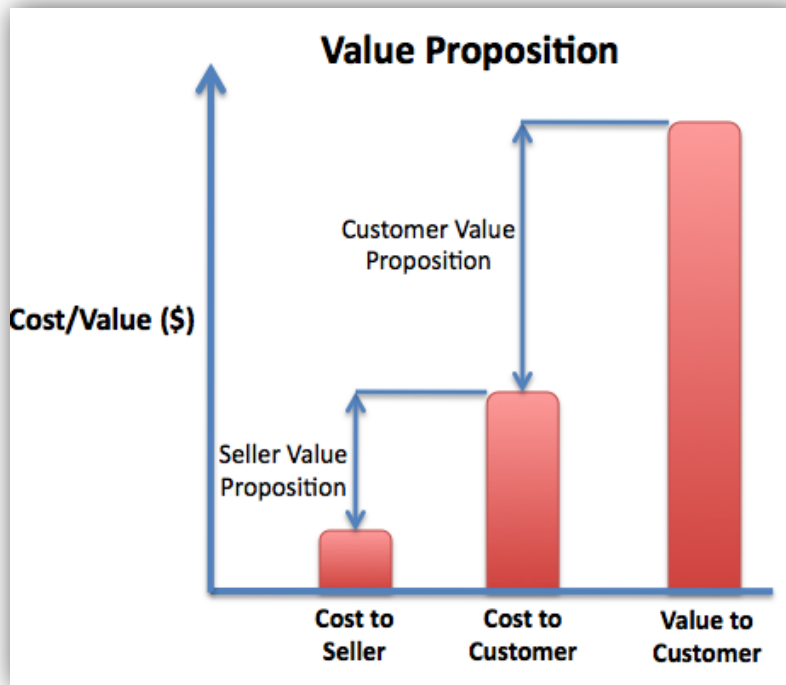 Value Proposition
Customer Value
Proposition
Cost/Value ($)
Seller Value
Proposition
Cost to
Seller
Cost to
Customer
Value to
Customer